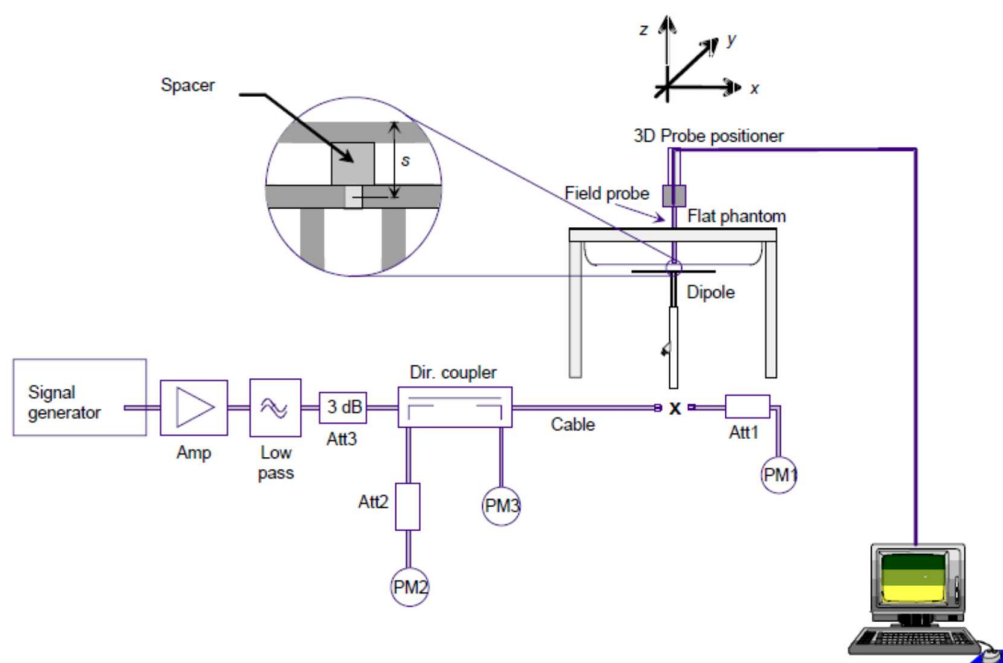 z
y
x
Spacer
s
3D Probe positioner
Field probe
Flat phantom
Dipole
Signal
generator
Amp
Low
pass
3 dB
Att3
Dir. coupler
Cable
X
Att1
PM1
Att2
PM3
PM2